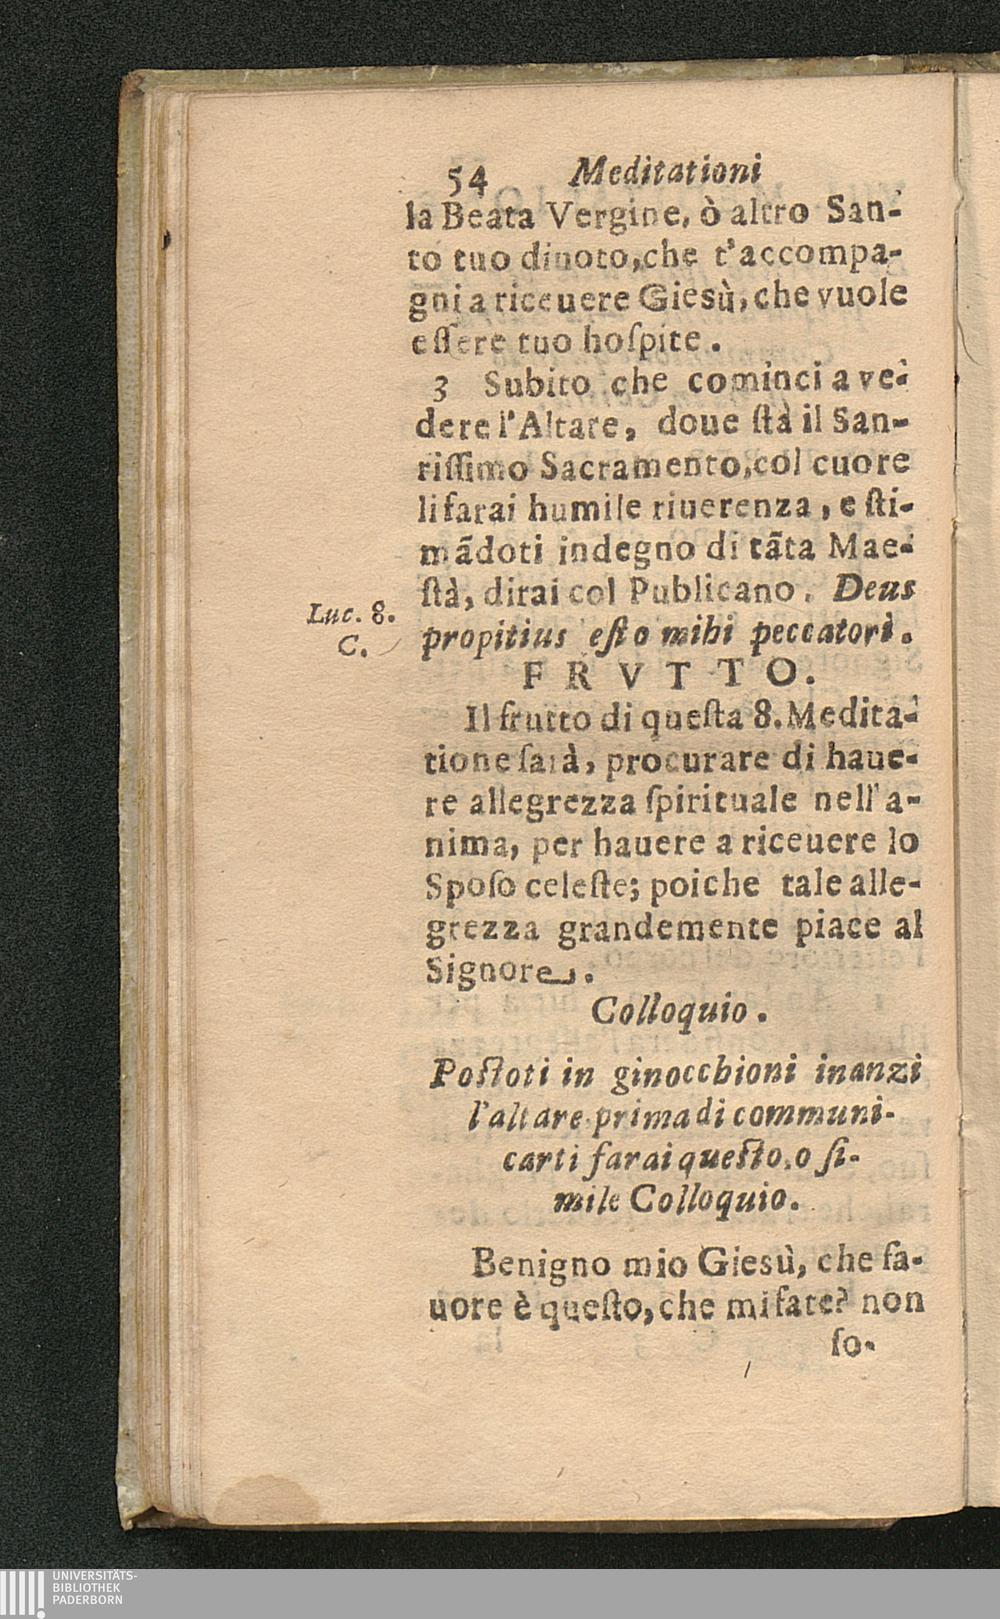 54 Meditationi
la Beata Vergine, ò altro San-
to tuo diuoto, che t'accompa-
gni a riceuere Giesù, che vuole
eſſere tuo hoſpite.
3 Subito che cominci a ve-
dere l'Altare, doue ſtà il San-
tiſſimo Sacramento, col cuore
li farai humile riuerenza, e ſti-
mãdoti indegno di tãta Mae-
ſtà, dirai col Publicano. Deus
propitius eſto mihi peccatori.
Luc. 8.
C.
FRVTTO.
Il frutto di queſta 8. Medita-
tione ſarà, procurare di haue-
re allegrezza ſpirituale nell'a-
nima, per hauere a riceuere lo
Spoſo celeſte; poiche tale alle-
grezza grandemente piace al
Signore.
Colloquio.
Poſtoti in ginocchioni inanzi
l'altare prima di communi-
carti farai queſto, o ſi-
mile Colloquio.
Benigno mio Giesù, che fa-
uore è queſto, che mi fate? non
ſo-
UNIVERSITÄTS-
BIBLIOTHEK
PADERBORN